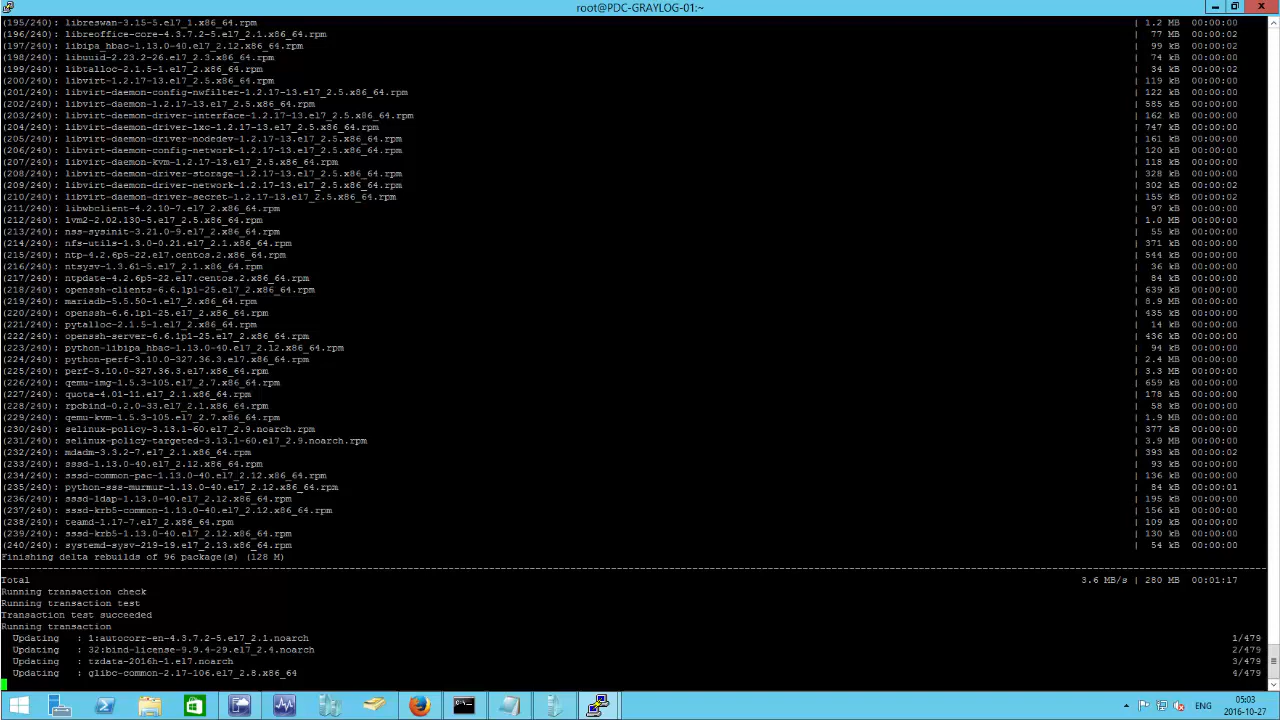 root@PDC-GRAYLOG-01:~
(195/240): libreswan-3.15-5.el7_1.x86_64.rpm | 1.2 MB 00:00:00
(196/240): libreoffice-core-4.3.7.2-5.el7_2.1.x86_64.rpm | 77 MB 00:00:02
(197/240): libipa_hbac-1.13.0-40.el7_2.12.x86_64.rpm | 99 kB 00:00:02
(198/240): libuuid-2.23.2-26.el7_2.3.x86_64.rpm | 74 kB 00:00:00
(199/240): libtalloc-2.1.5-1.el7_2.x86_64.rpm | 34 kB 00:00:02
(200/240): libvirt-1.2.17-13.el7_2.5.x86_64.rpm | 119 kB 00:00:00
(201/240): libvirt-daemon-config-nwfilter-1.2.17-13.el7_2.5.x86_64.rpm | 122 kB 00:00:00
(202/240): libvirt-daemon-1.2.17-13.el7_2.5.x86_64.rpm | 585 kB 00:00:00
(203/240): libvirt-daemon-driver-interface-1.2.17-13.el7_2.5.x86_64.rpm | 162 kB 00:00:00
(204/240): libvirt-daemon-driver-lxc-1.2.17-13.el7_2.5.x86_64.rpm | 747 kB 00:00:00
(205/240): libvirt-daemon-driver-nodedev-1.2.17-13.el7_2.5.x86_64.rpm | 161 kB 00:00:00
(206/240): libvirt-daemon-config-network-1.2.17-13.el7_2.5.x86_64.rpm | 120 kB 00:00:00
(207/240): libvirt-daemon-kvm-1.2.17-13.el7_2.5.x86_64.rpm | 118 kB 00:00:00
(208/240): libvirt-daemon-driver-storage-1.2.17-13.el7_2.5.x86_64.rpm | 328 kB 00:00:00
(209/240): libvirt-daemon-driver-network-1.2.17-13.el7_2.5.x86_64.rpm | 302 kB 00:00:02
(210/240): libvirt-daemon-driver-secret-1.2.17-13.el7_2.5.x86_64.rpm | 155 kB 00:00:02
(211/240): libwbclient-4.2.10-7.el7_2.x86_64.rpm | 97 kB 00:00:00
(212/240): lvm2-2.02.130-5.el7_2.5.x86_64.rpm | 1.0 MB 00:00:00
(213/240): nss-sysinit-3.21.0-9.el7_2.x86_64.rpm | 55 kB 00:00:00
(214/240): nfs-utils-1.3.0-0.21.el7_2.1.x86_64.rpm | 371 kB 00:00:00
(215/240): ntp-4.2.6p5-22.el7.centos.2.x86_64.rpm | 544 kB 00:00:00
(216/240): ntsysv-1.3.61-5.el7_2.1.x86_64.rpm | 36 kB 00:00:00
(217/240): ntpdate-4.2.6p5-22.el7.centos.2.x86_64.rpm | 84 kB 00:00:00
(218/240): openssh-clients-6.6.1p1-25.el7_2.x86_64.rpm | 639 kB 00:00:00
(219/240): mariadb-5.5.50-1.el7_2.x86_64.rpm | 8.9 MB 00:00:00
(220/240): openssh-6.6.1p1-25.el7_2.x86_64.rpm | 435 kB 00:00:00
(221/240): pytalloc-2.1.5-1.el7_2.x86_64.rpm | 14 kB 00:00:00
(222/240): openssh-server-6.6.1p1-25.el7_2.x86_64.rpm | 436 kB 00:00:00
(223/240): python-libipa_hbac-1.13.0-40.el7_2.12.x86_64.rpm | 94 kB 00:00:00
(224/240): python-perf-3.10.0-327.36.3.el7.x86_64.rpm | 2.4 MB 00:00:00
(225/240): perf-3.10.0-327.36.3.el7.x86_64.rpm | 3.3 MB 00:00:00
(226/240): qemu-img-1.5.3-105.el7_2.7.x86_64.rpm | 659 kB 00:00:00
(227/240): quota-4.01-11.el7_2.1.x86_64.rpm | 178 kB 00:00:00
(228/240): rpcbind-0.2.0-33.el7_2.1.x86_64.rpm | 58 kB 00:00:00
(229/240): qemu-kvm-1.5.3-105.el7_2.7.x86_64.rpm | 1.9 MB 00:00:00
(230/240): selinux-policy-3.13.1-60.el7_2.9.noarch.rpm | 377 kB 00:00:00
(231/240): selinux-policy-targeted-3.13.1-60.el7_2.9.noarch.rpm | 3.9 MB 00:00:00
(232/240): mdadm-3.3.2-7.el7_2.1.x86_64.rpm | 393 kB 00:00:02
(233/240): sssd-1.13.0-40.el7_2.12.x86_64.rpm | 93 kB 00:00:00
(234/240): sssd-common-pac-1.13.0-40.el7_2.12.x86_64.rpm | 136 kB 00:00:00
(235/240): python-sss-murmur-1.13.0-40.el7_2.12.x86_64.rpm | 84 kB 00:00:01
(236/240): sssd-ldap-1.13.0-40.el7_2.12.x86_64.rpm | 195 kB 00:00:00
(237/240): sssd-krb5-common-1.13.0-40.el7_2.12.x86_64.rpm | 156 kB 00:00:00
(238/240): teamd-1.17-7.el7_2.x86_64.rpm | 109 kB 00:00:00
(239/240): sssd-krb5-1.13.0-40.el7_2.12.x86_64.rpm | 130 kB 00:00:00
(240/240): systemd-sysv-219-19.el7_2.13.x86_64.rpm | 54 kB 00:00:00
Finishing delta rebuilds of 96 package(s) (128 M)
Total 3.6 MB/s | 280 MB 00:01:17
Running transaction check
Running transaction test
Transaction test succeeded
Running transaction
Updating : 1:autocorr-en-4.3.7.2-5.el7_2.1.noarch 1/479
Updating : 32:bind-license-9.9.4-29.el7_2.4.noarch 2/479
Updating : tzdata-2016h-1.el7.noarch 3/479
Updating : glibc-common-2.17-106.el7_2.8.x86_64 4/479
ENG
05:03
2016-10-27